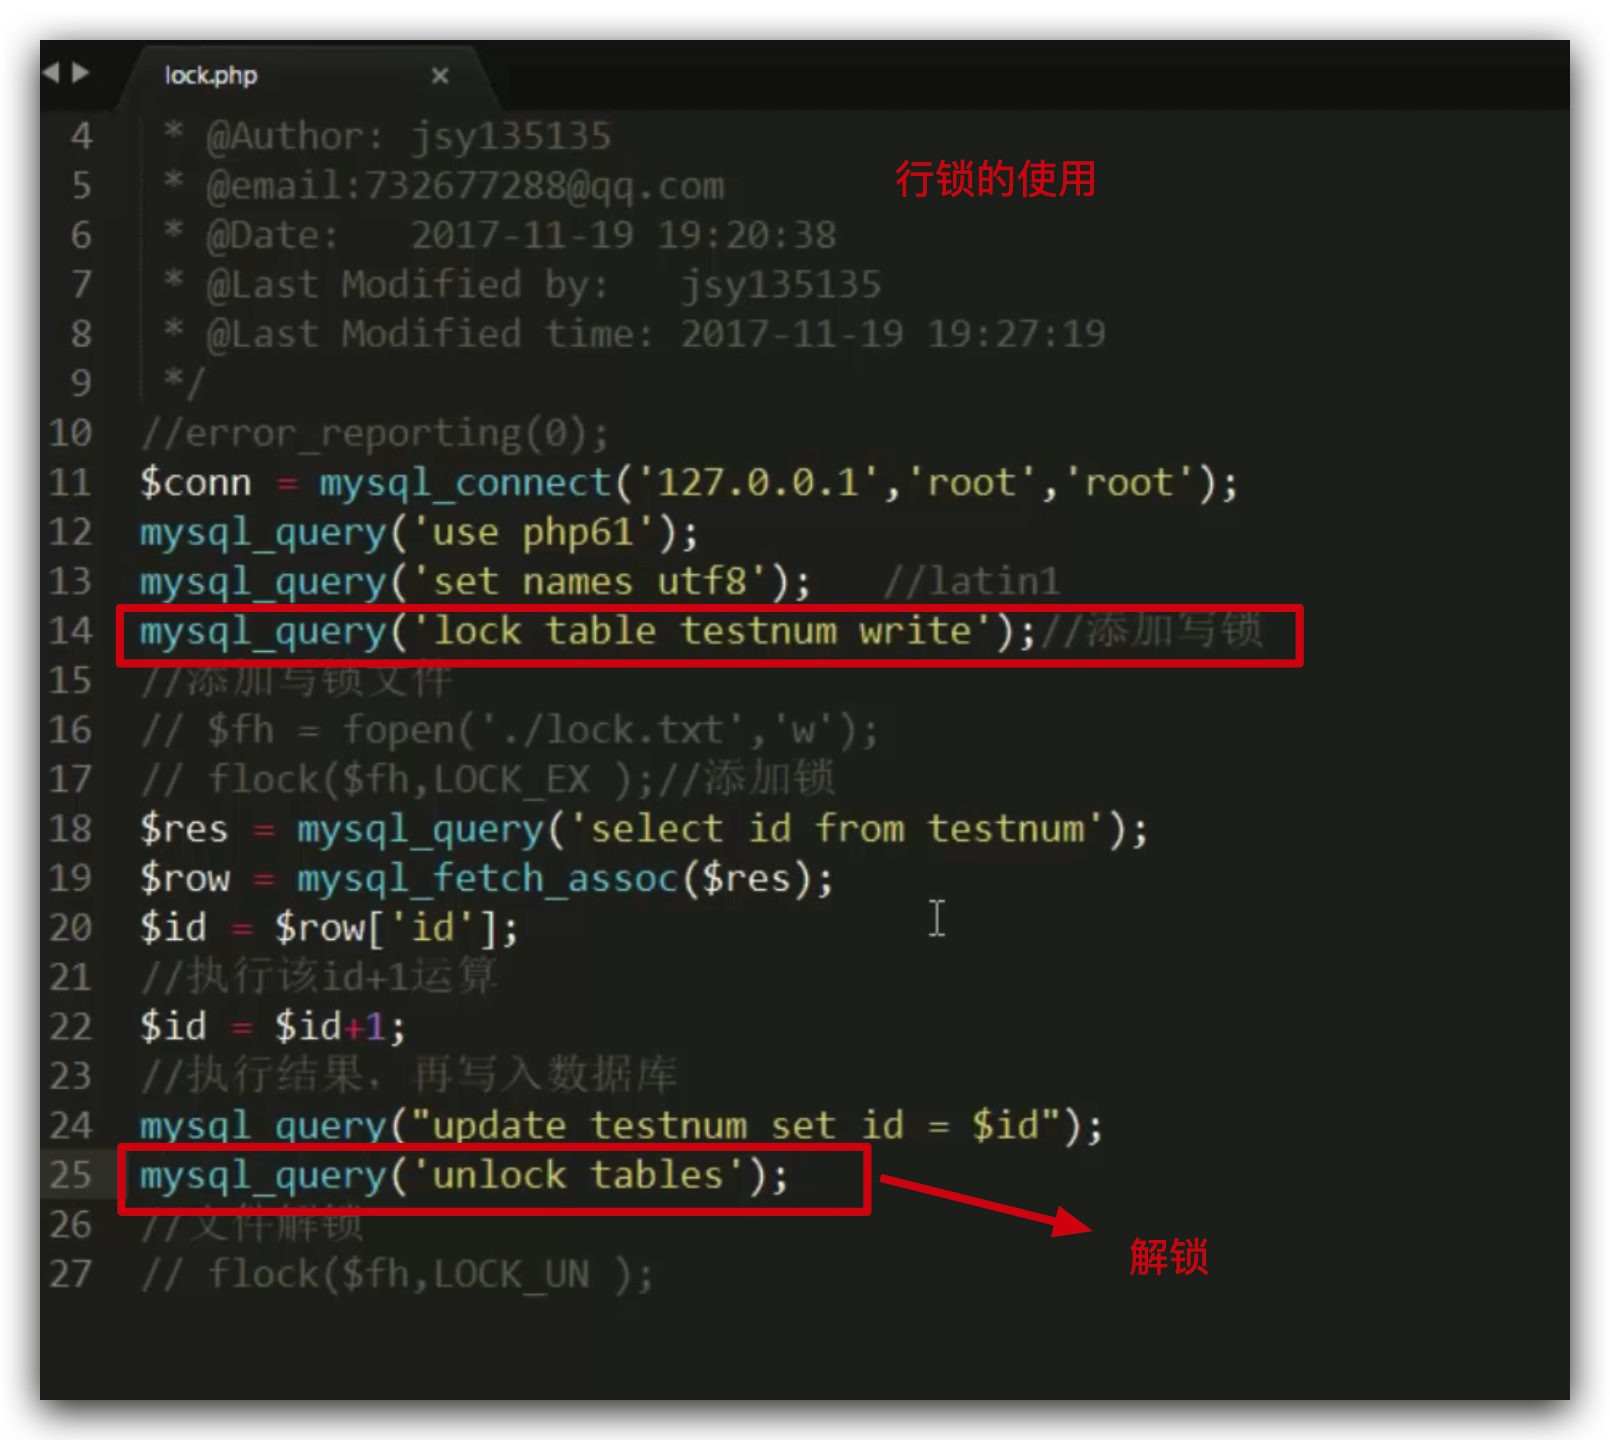 lock.php
4 * @Author: jsy135135
行锁的使用
5 * @email:732677288@qq.com
6 * @Date: 2017-11-19 19:20:38
7 * @Last Modified by: jsy135135
8 * @Last Modified time: 2017-11-19 19:27:19
9 */
10 //error_reporting(0);
11 $conn = mysql_connect('127.0.0.1','root','root');
12 mysql_query('use php61');
13 mysql_query('set names utf8'); //latin1
14 mysql_query('lock table testnum write');//添加写锁
15 //添加写锁文件
16 // $fh = fopen('./lock.txt','w');
17 // flock($fh,LOCK_EX );//添加锁
18 $res = mysql_query('select id from testnum');
19 $row = mysql_fetch_assoc($res);
20 $id = $row['id'];
21 //执行该id+1运算
22 $id = $id+1;
23 //执行结果，再写入数据库
24 mysql_query("update testnum set id = $id");
25 mysql_query('unlock tables');
26 //文件解锁
解锁
27 // flock($fh,LOCK_UN );